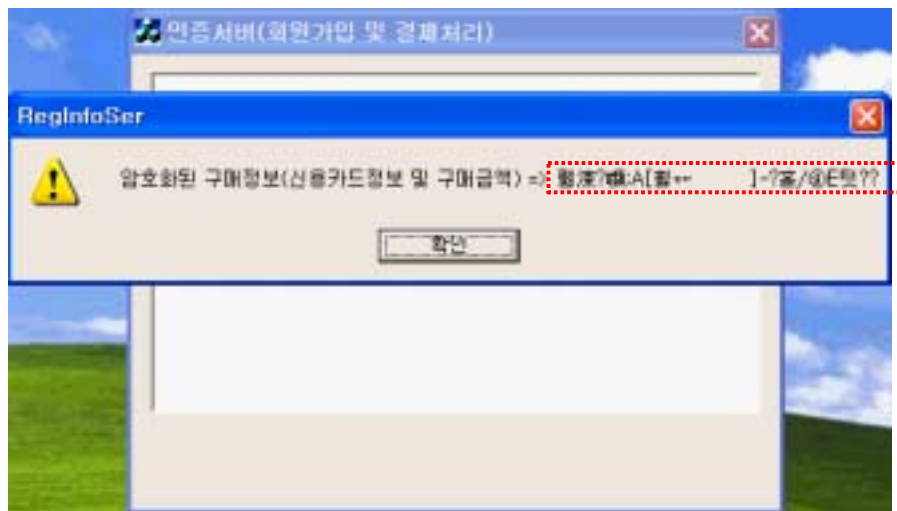 인증서버(회원가입 및 결제처리)
RegInfoSer
암호화된 구매정보(신용카드정보 및 구매금액) => ]-?/@E??
확인